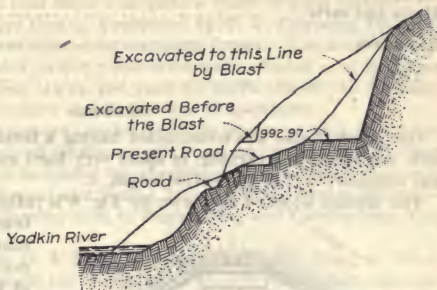 Excavated to this Line
by Blast
Excavated Before
the Blast
992.97
Present Road
Road
Yadkin River